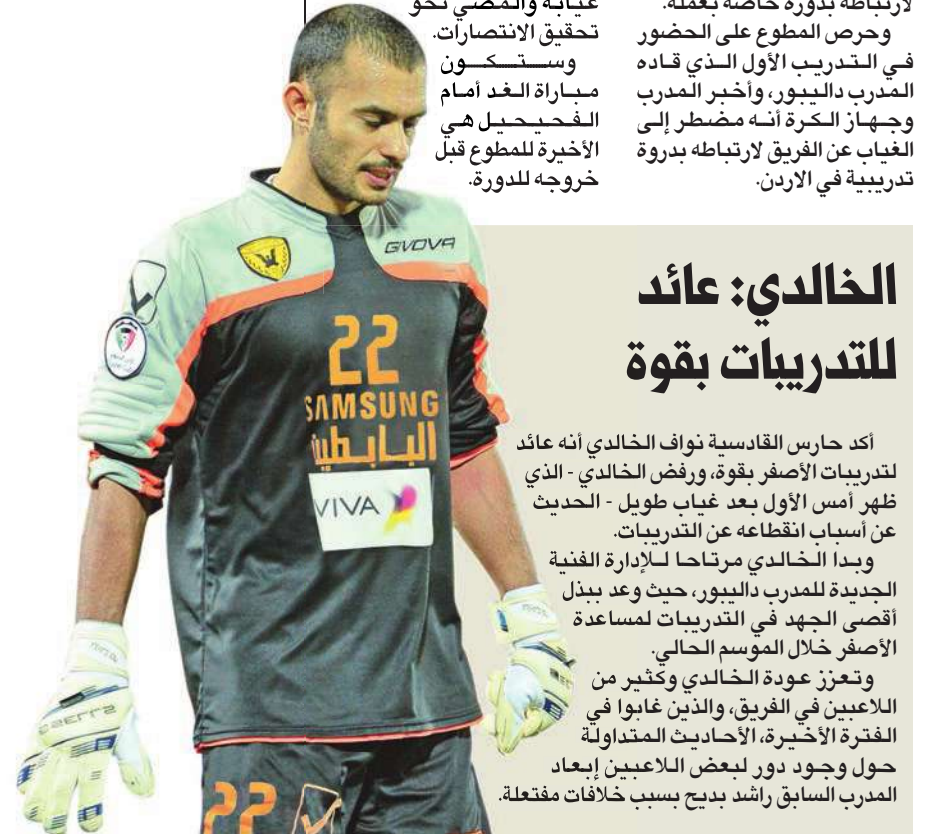 لارتباطه بدورة خاصة بعمله.
وحرص المطوع على الحضور
في التدريب الأول الذي قاده
المدرب داليبور، وأخبر المدرب
وجهاز الكرة أنه مضطر إلى
الغياب عن الفريق لارتباطه بدروة
تدريبية في الاردن.
غيابه والمضي نحو
تحقيق الانتصارات.
وستكون
مباراة الغد أمام
الفحيحيل هي
الأخيرة للمطوع قبل
خروجه للدورة.
الخالدي: عائد
للتدريبات بقوة
أكد حارس القادسية نواف الخالدي أنه عائد
لتدريبات الأصفر بقوة، ورفض الخالدي - الذي
ظهر أمس الأول بعد غياب طويل - الحديث
عن أسباب انقطاعه عن التدريبات.
وبدا الخالدي مرتاحا للإدارة الفنية
الجديدة للمدرب داليبور، حيث وعد ببذل
أقصى الجهد في التدريبات لمساعدة
الأصفر خلال الموسم الحالي.
وتعزز عودة الخالدي وكثير من
اللاعبين في الفريق، والذين غابوا في
الفترة الأخيرة، الأحاديث المتداولة
حول وجود دور لبعض اللاعبين إبعاد
المدرب السابق راشد بديح بسبب خلافات مفتعلة.
GIVOVA
22
SAMSUNG
البابطين
VIVA
22